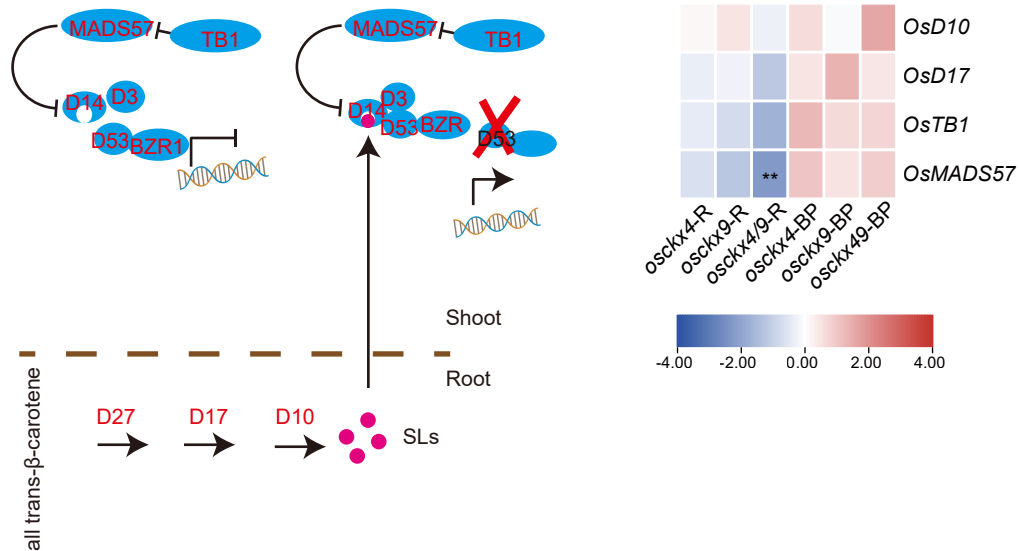 MADS57
TB1
D14
D3
D53
BZR1
MADS57
TB1
D14
D3
D53
BZR
D53
Shoot
Root
all trans-β-carotene
D27
D17
D10
SLs
OsD10
OsD17
OsTB1
**
OsMADS57
osckx4-R
osckx9-R
osckx4/9-R
osckx4-BP
osckx9-BP
osckx49-BP
-4.00
-2.00
0.00
2.00
4.00